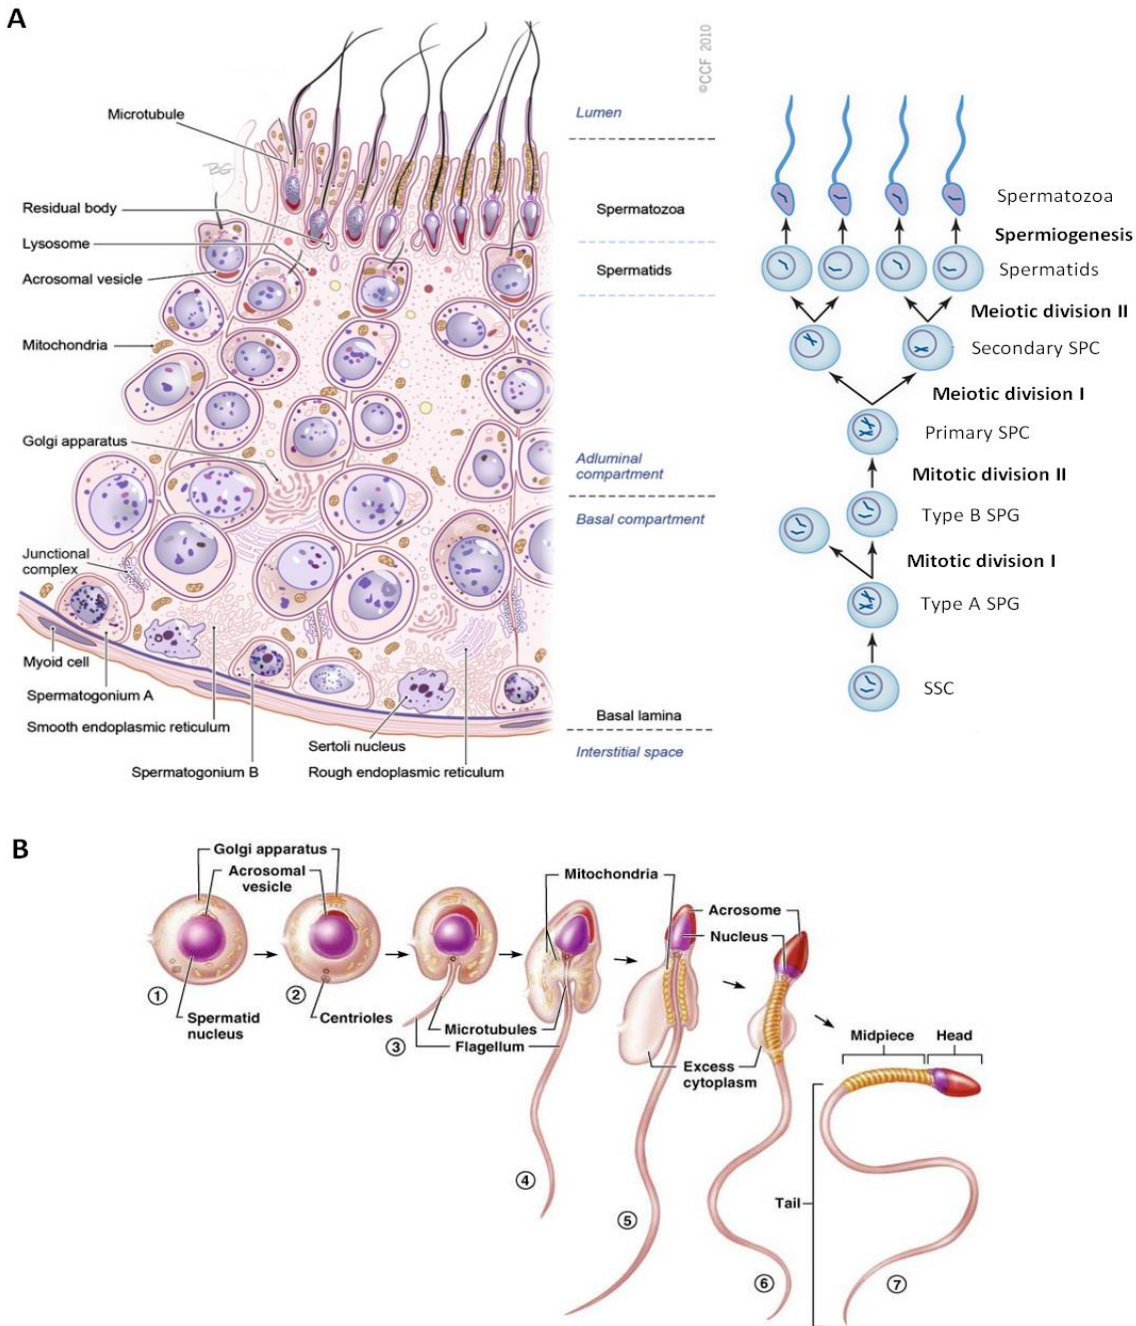 A
©CCF 2010
Microtubule
BG
Residual body
Lysosome
Acrosomal vesicle
Mitochondria
Golgi apparatus
Junctional
complex
Myoid cell
Spermatogonium A
Smooth endoplasmic reticulum
Spermatogonium B
Sertoli nucleus
Rough endoplasmic reticulum
Lumen
Spermatozoa
Spermatids
Adluminal
compartment
Basal compartment
Basal lamina
Interstitial space
Spermatozoa
Spermiogenesis
Spermatids
Meiotic division II
Secondary SPC
Meiotic division I
Primary SPC
Mitotic division II
Type B SPG
Mitotic division I
Type A SPG
SSC
B
Golgi apparatus
Acrosomal
vesicle
1
Spermatid
nucleus
2
Centrioles
3
Microtubules
Flagellum
Mitochondria
4
Acrosome
Nucleus
Excess
cytoplasm
5
6
Midpiece
Head
Tail
7